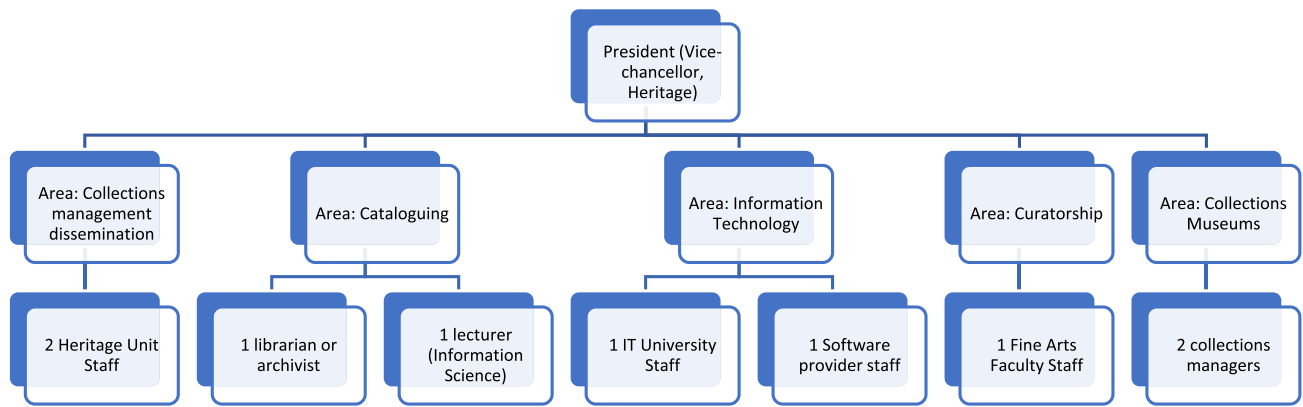 President (Vice-
chancellor,
Heritage)
Area: Collections
management
dissemination
Area: Cataloguing
Area: Information
Technology
Area: Curatorship
Area: Collections
Museums
2 Heritage Unit
Staff
1 librarian or
archivist
1 lecturer
(Information
Science)
1 IT University
Staff
1 Software
provider staff
1 Fine Arts
Faculty Staff
2 collections
managers